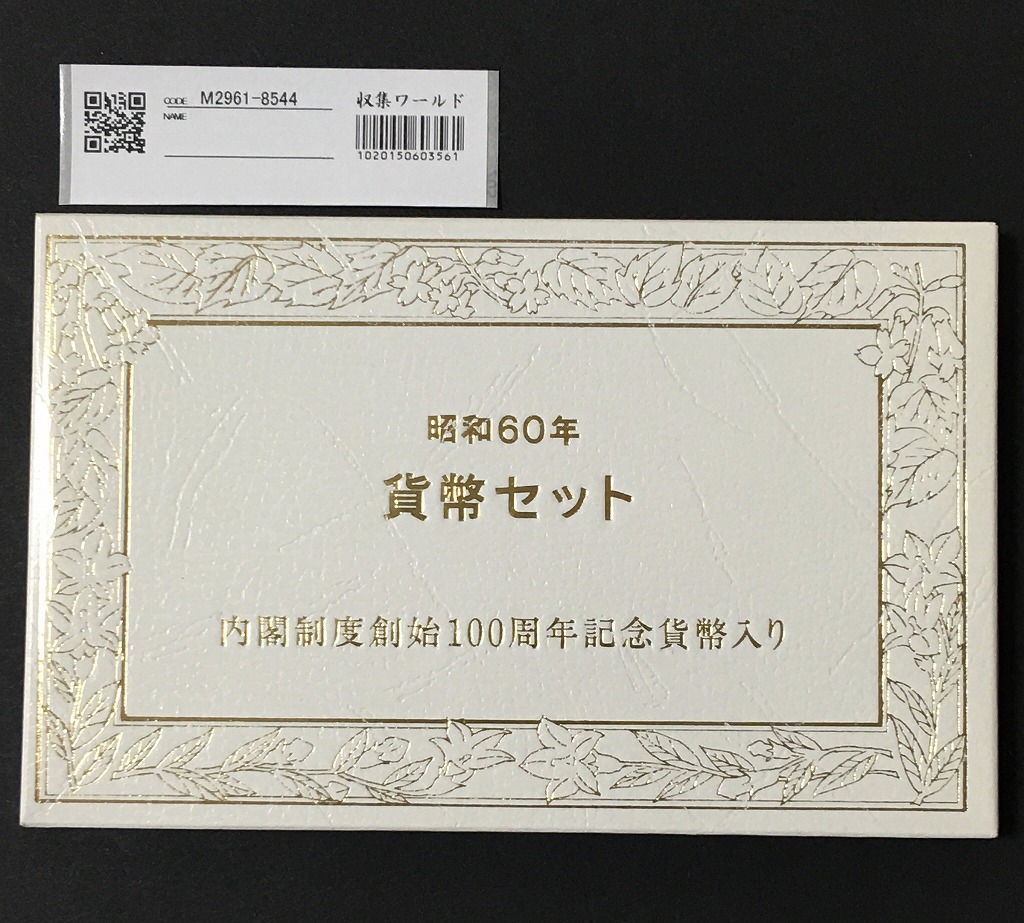 CODE M2961-8544
NAME
収集ワールド
1020150603561
昭和60年
貨幣セット
内閣制度創始100周年記念貨幣入り